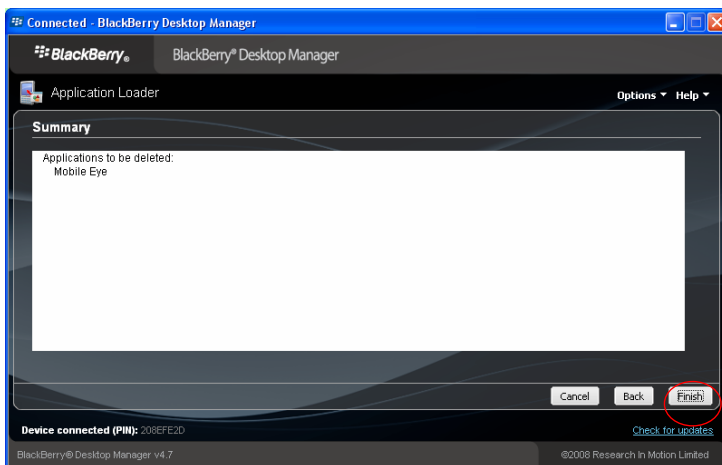 Connected - BlackBerry Desktop Manager
BlackBerry® BlackBerry® Desktop Manager
Application Loader Options Help
Summary
Applications to be deleted:
Mobile Eye
Cancel Back Finish
Device connected (PIN): 208EFE2D Check for updates
BlackBerry® Desktop Manager v4.7 ©2008 Research In Motion Limited